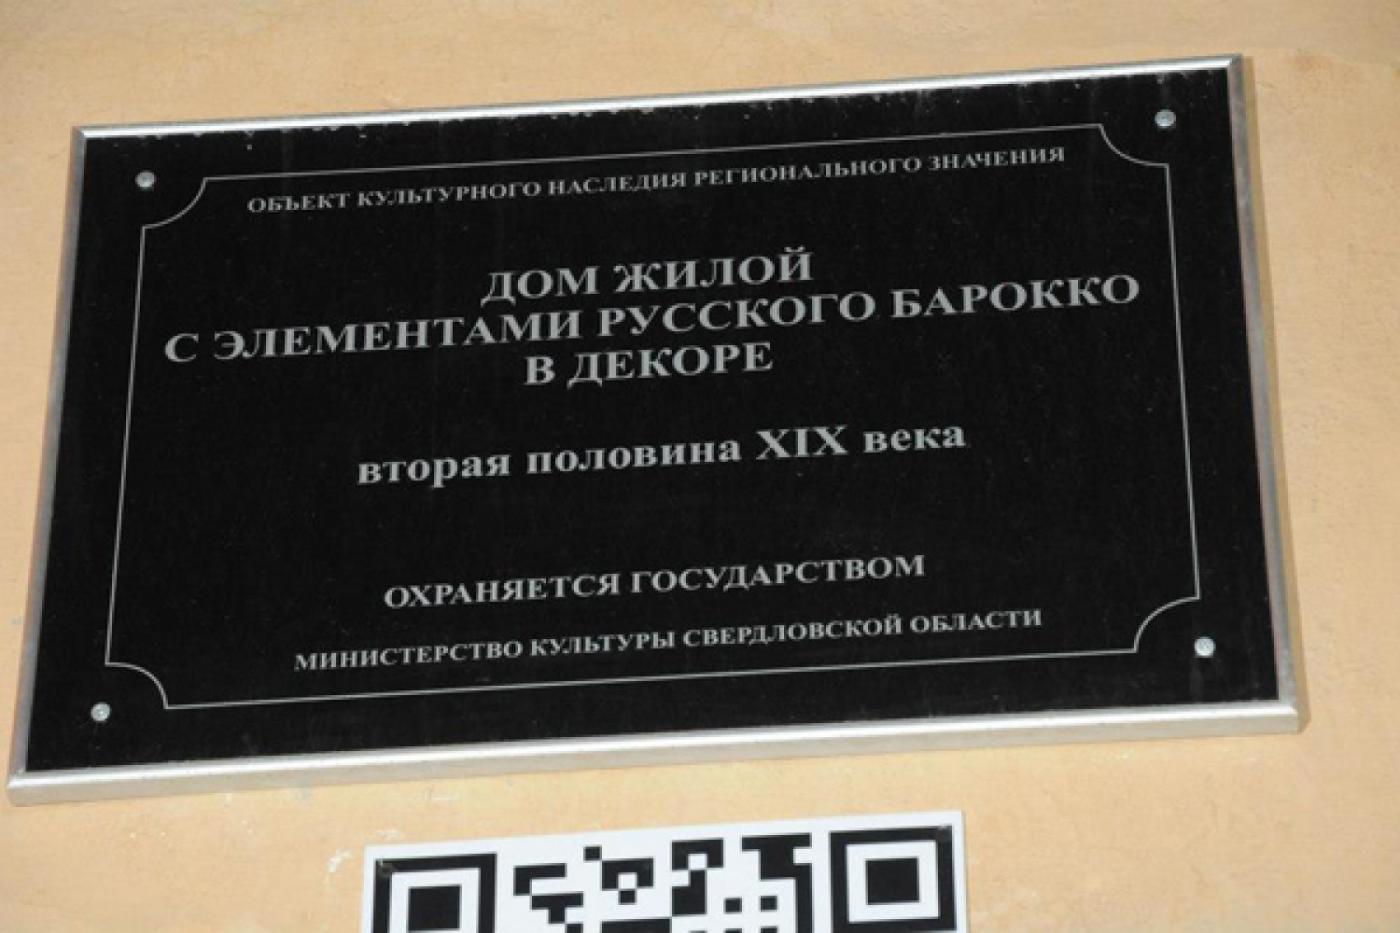 ОБЪЕКТ КУЛЬТУРНОГО НАСЛЕДИЯ РЕГИОНАЛЬНОГО ЗНАЧЕНИЯ
ДОМ ЖИЛОЙ
С ЭЛЕМЕНТАМИ РУССКОГО БАРОККО
В ДЕКОРЕ
вторая половина XIX века
ОХРАНЯЕТСЯ ГОСУДАРСТВОМ
МИНИСТЕРСТВО КУЛЬТУРЫ СВЕРДЛОВСКОЙ ОБЛАСТИ